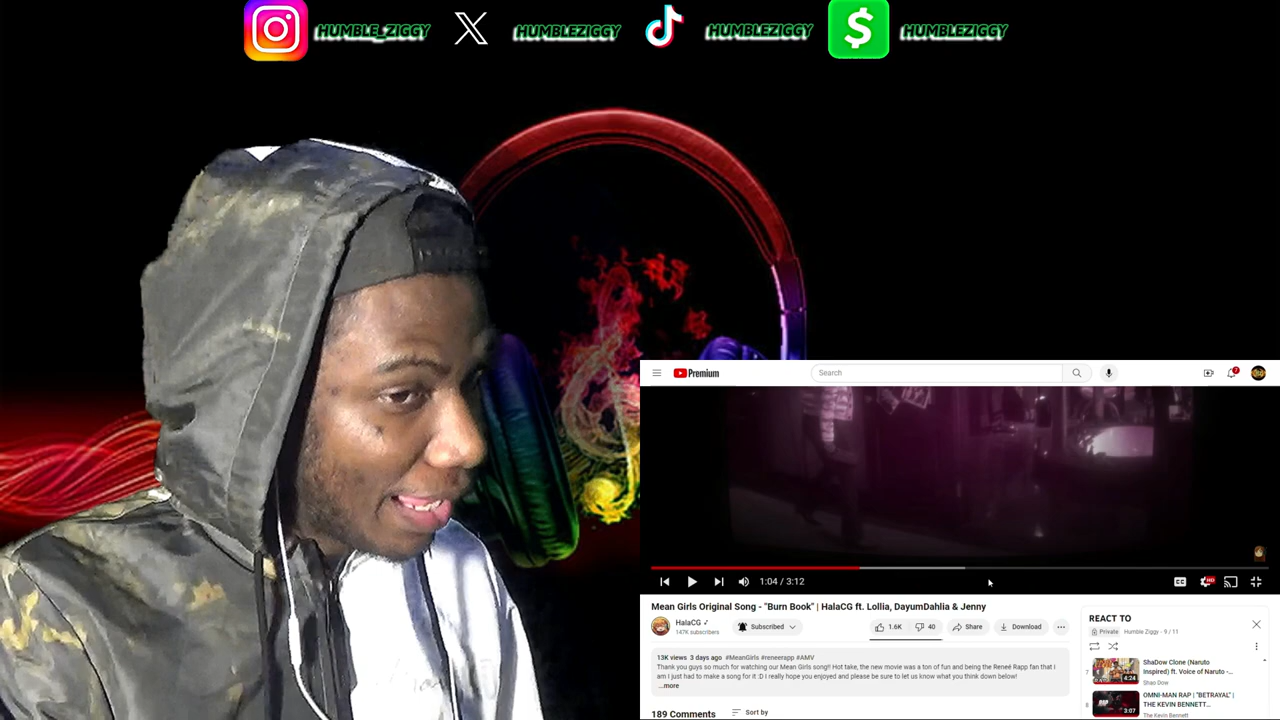 HUMBLE_ZIGGY HUMBLEZIGGY HUMBLEZIGGY HUMBLEZIGGY
Premium
Search
7
1:04 / 3:12
CC
HD
Mean Girls Original Song - "Burn Book" | HalaCG ft. Lollia, DayumDahlia & Jenny
HalaCG
147K subscribers
Subscribed
1.6K
40
Share
Download
13K views 3 days ago #MeanGirls #reneerapp #AMV
Thank you guys so much for watching our Mean Girls song!! Hot take, the new movie was a ton of fun and being the Reneé Rapp fan that I
am I just had to make a song for it :D I really hope you enjoyed and please be sure to let us know what you think down below!
...more
189 Comments
Sort by
REACT TO
Private Humble Ziggy - 9 / 11
7
4:24
ShaDow Clone (Naruto
inspired) ft. Voice of Naruto -...
Shao Dow
8
3:07
OMNI-MAN RAP | "BETRAYAL" |
THE KEVIN BENNETT...
The Kevin Bennett